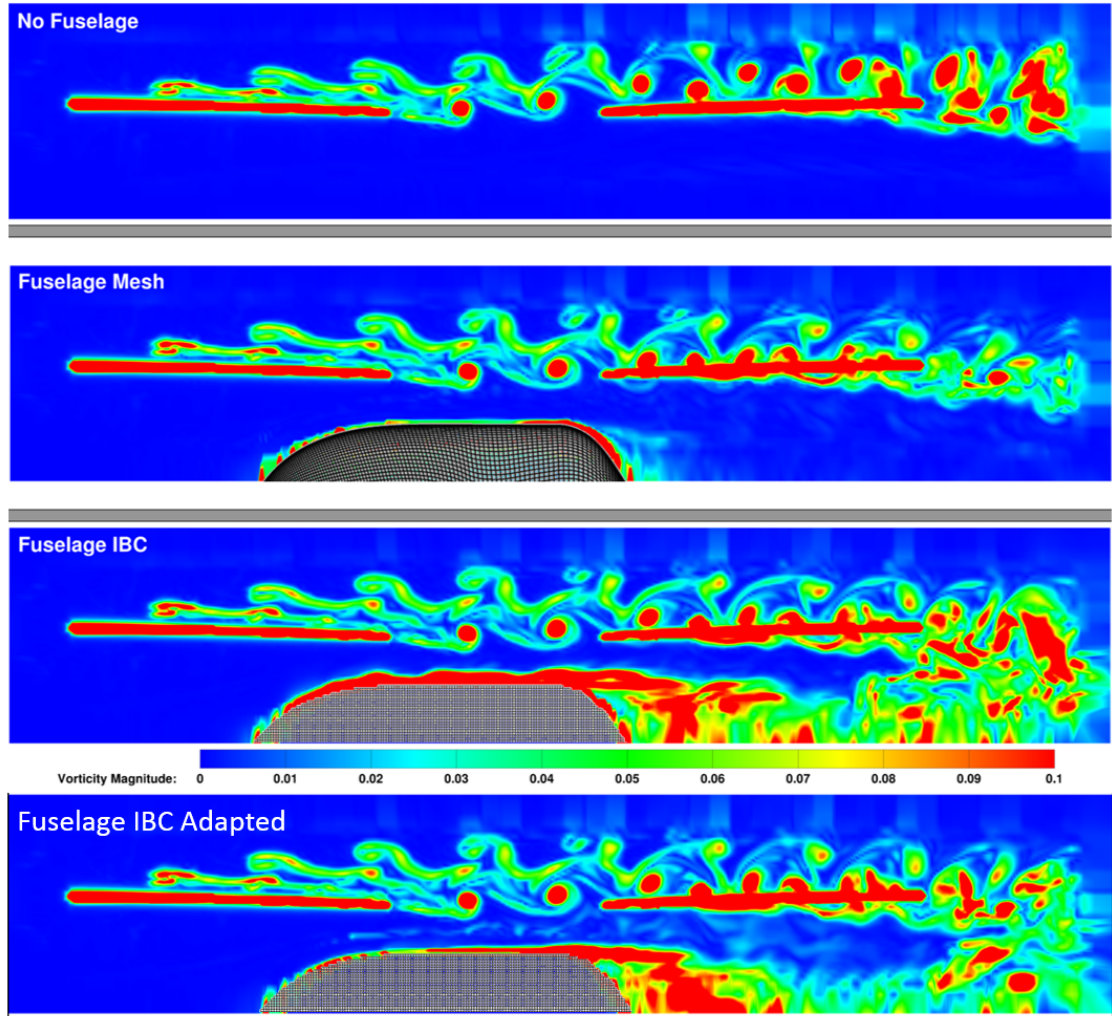 No Fuselage
Fuselage Mesh
Fuselage IBC
Vorticity Magnitude: 0 0.01 0.02 0.03 0.04 0.05 0.06 0.07 0.08 0.09 0.1
Fuselage IBC Adapted